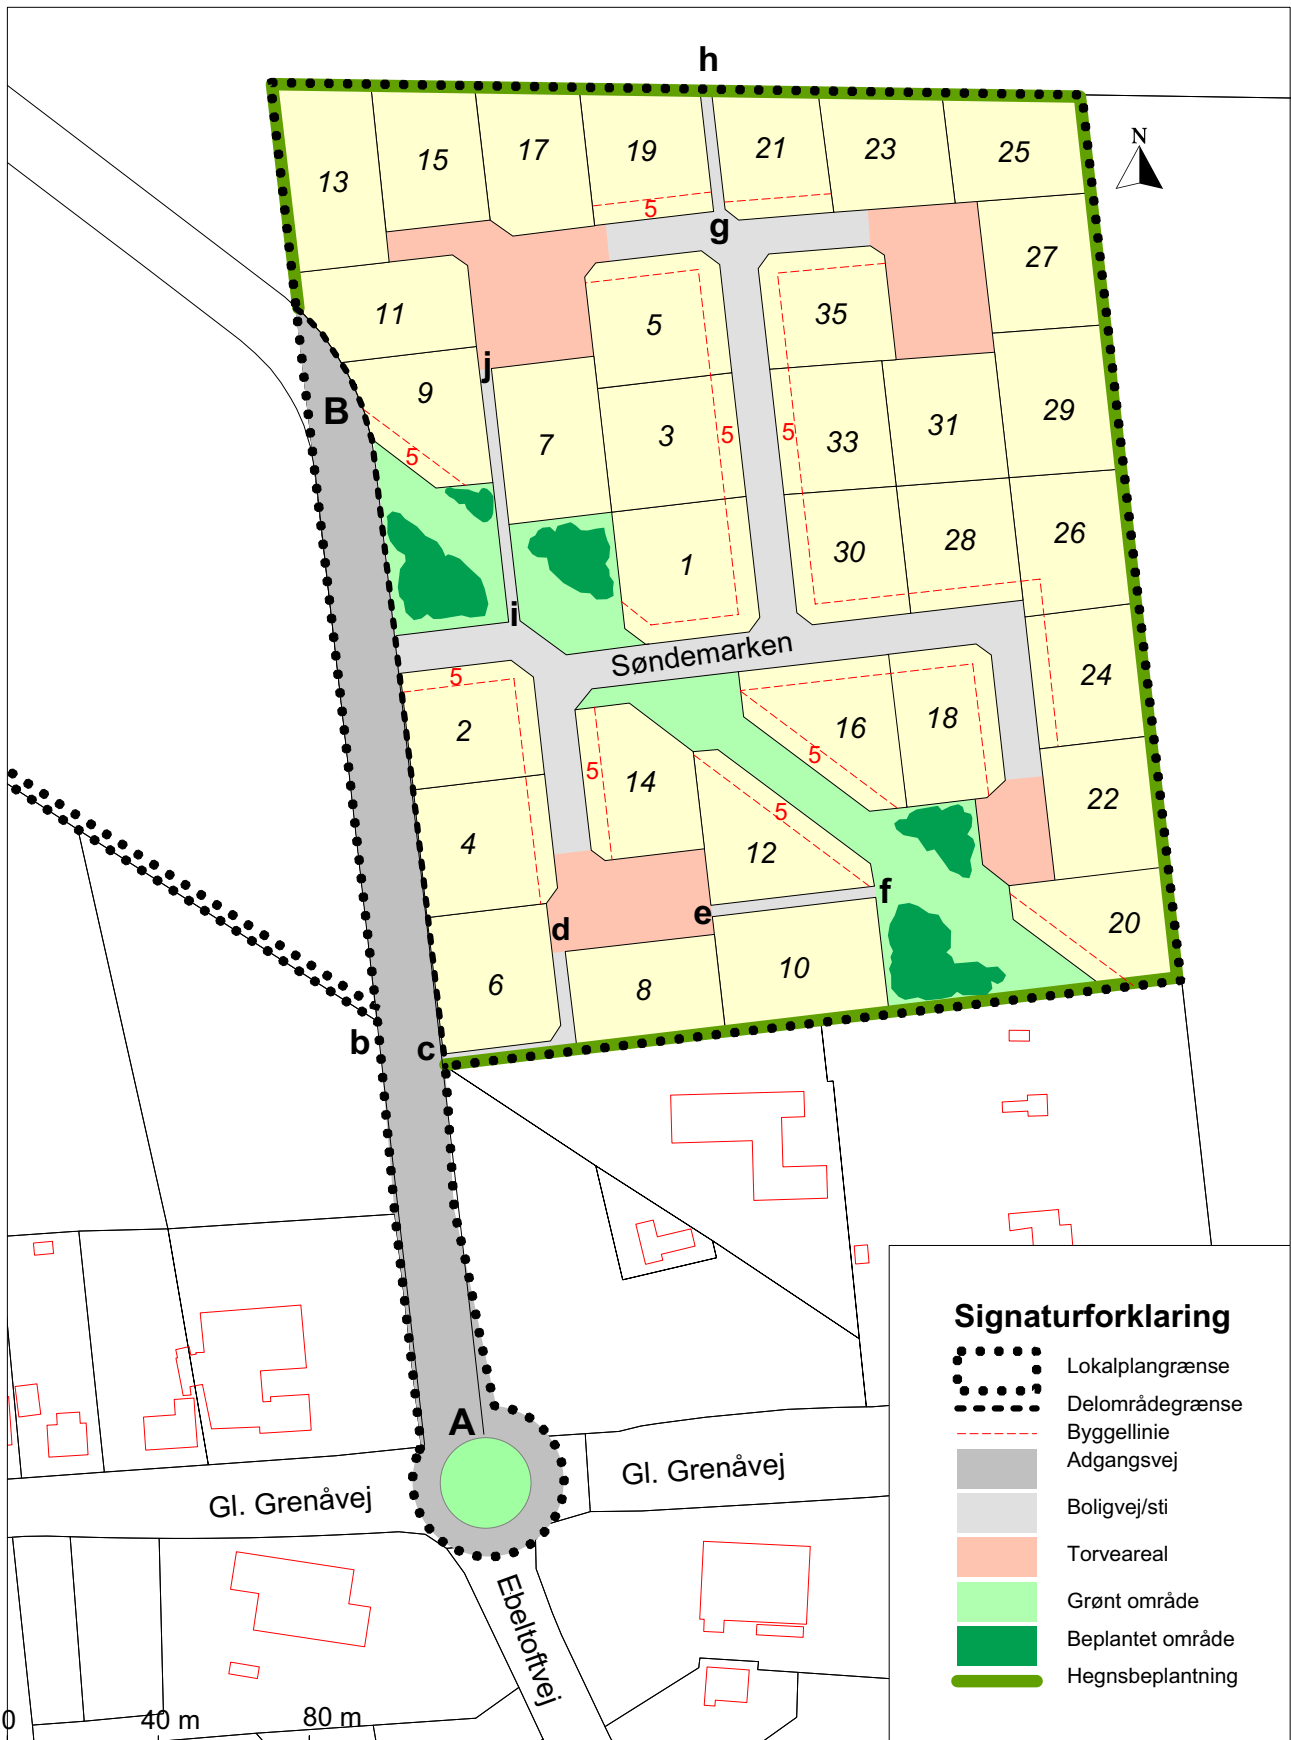 h
N
13
15
17
19
21
23
25
5
g
27
11
5
35
j
9
B
7
3
5
5
33
31
29
5
1
30
28
26
i
Søndemarken
5
2
14
5
16
18
5
24
4
12
5
22
d
e
f
6
8
10
20
b
c
A
Gl. Grenåvej
Gl. Grenåvej
Ebeltoftvej
0
40 m
80 m
Signaturforklaring
Lokalplangrænse
Delområdegrænse
Byggellinie
Adgangsvej
Boligvej/sti
Torveareal
Grønt område
Beplantet område
Hegnsbeplantning